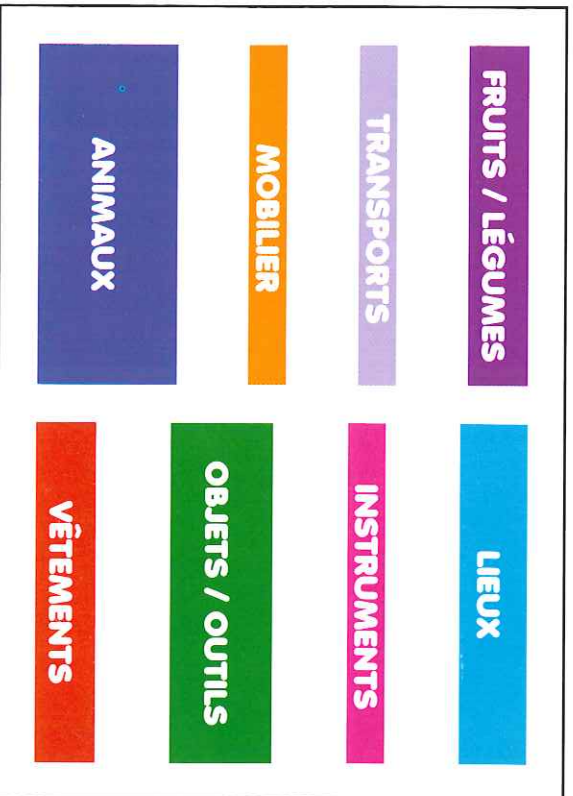 FRUITS / LÉGUMES
TRANSPORTS
MOBILIER
ANIMAUX
LIEUX
INSTRUMENTS
OBJETS / OUTILS
VÊTEMENTS